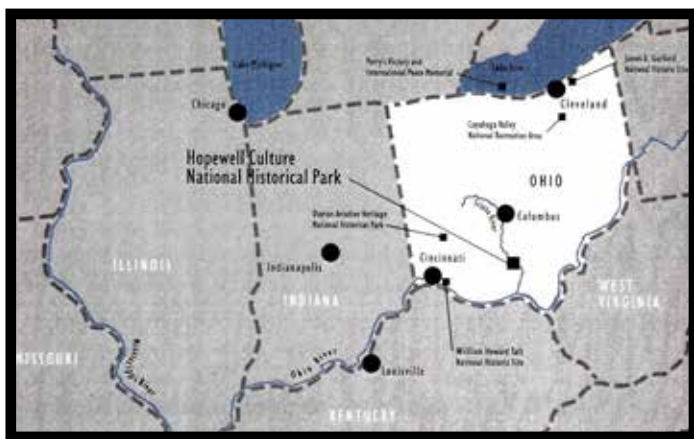 Lake Michigan
Chicago
Perry's Victory and
International Peace Memorial
Lake Erie
James A. Garfield
National Historic Site
Cleveland
Cuyahoga Valley
National Recreation Area
Hopewell Culture
National Historical Park
OHIO
Scioto River
Columbus
Dayton Aviation Heritage
National Historical Park
Indianapolis
Cincinnati
ILLINOIS
INDIANA
WEST
VIRGINIA
MISSOURI
Mississippi
River
Ohio River
William Howard Taft
National Historic Site
Louisville
KENTUCKY